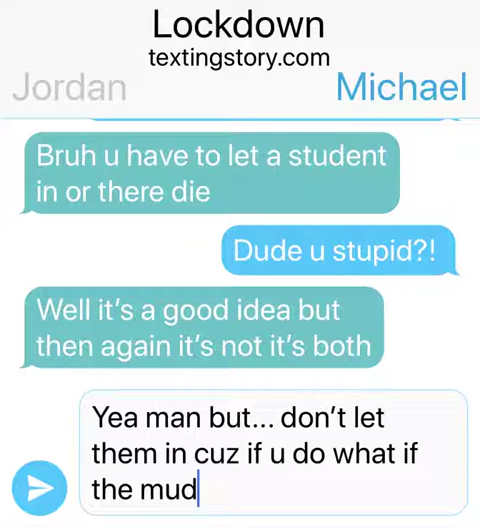 Lockdown
textingstory.com
Jordan
Michael
Bruh u have to let a student
in or there die
Dude u stupid?!
Well it’s a good idea but
then again it’s not it’s both
Yea man but... don’t let
them in cuz if u do what if
the mud